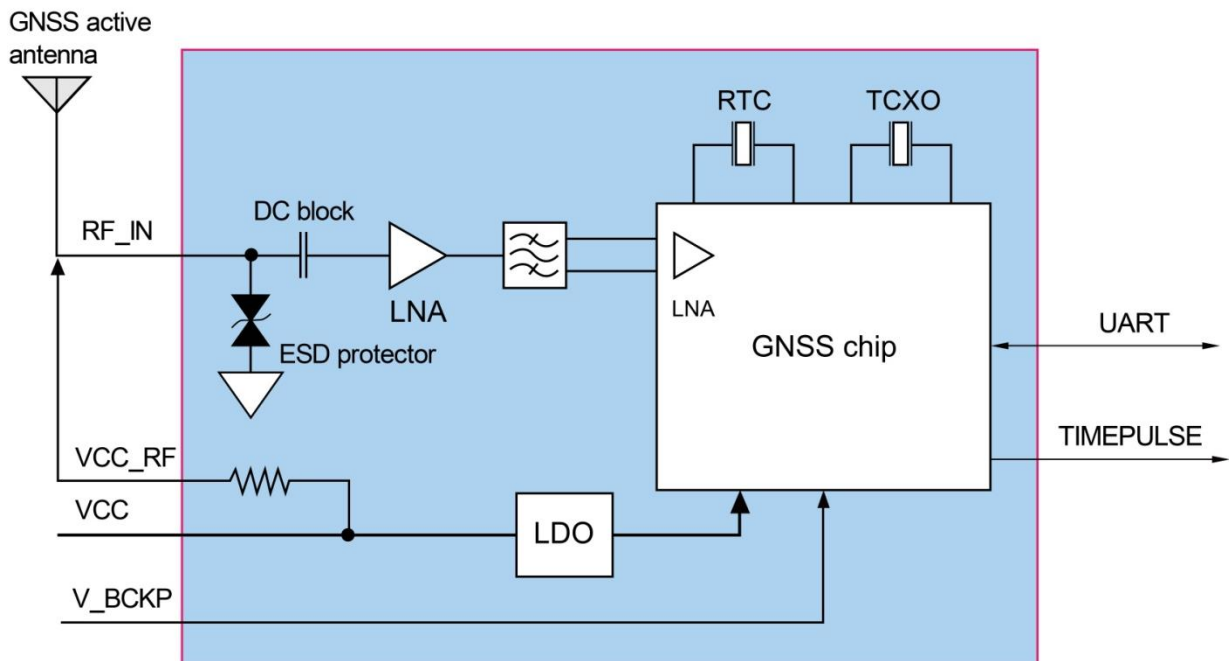 GNSS active
antenna
RTC
TCXO
DC block
RF_IN
LNA
LNA
ESD protector
GNSS chip
UART
TIMEPULSE
VCC_RF
VCC
LDO
V_BCKP